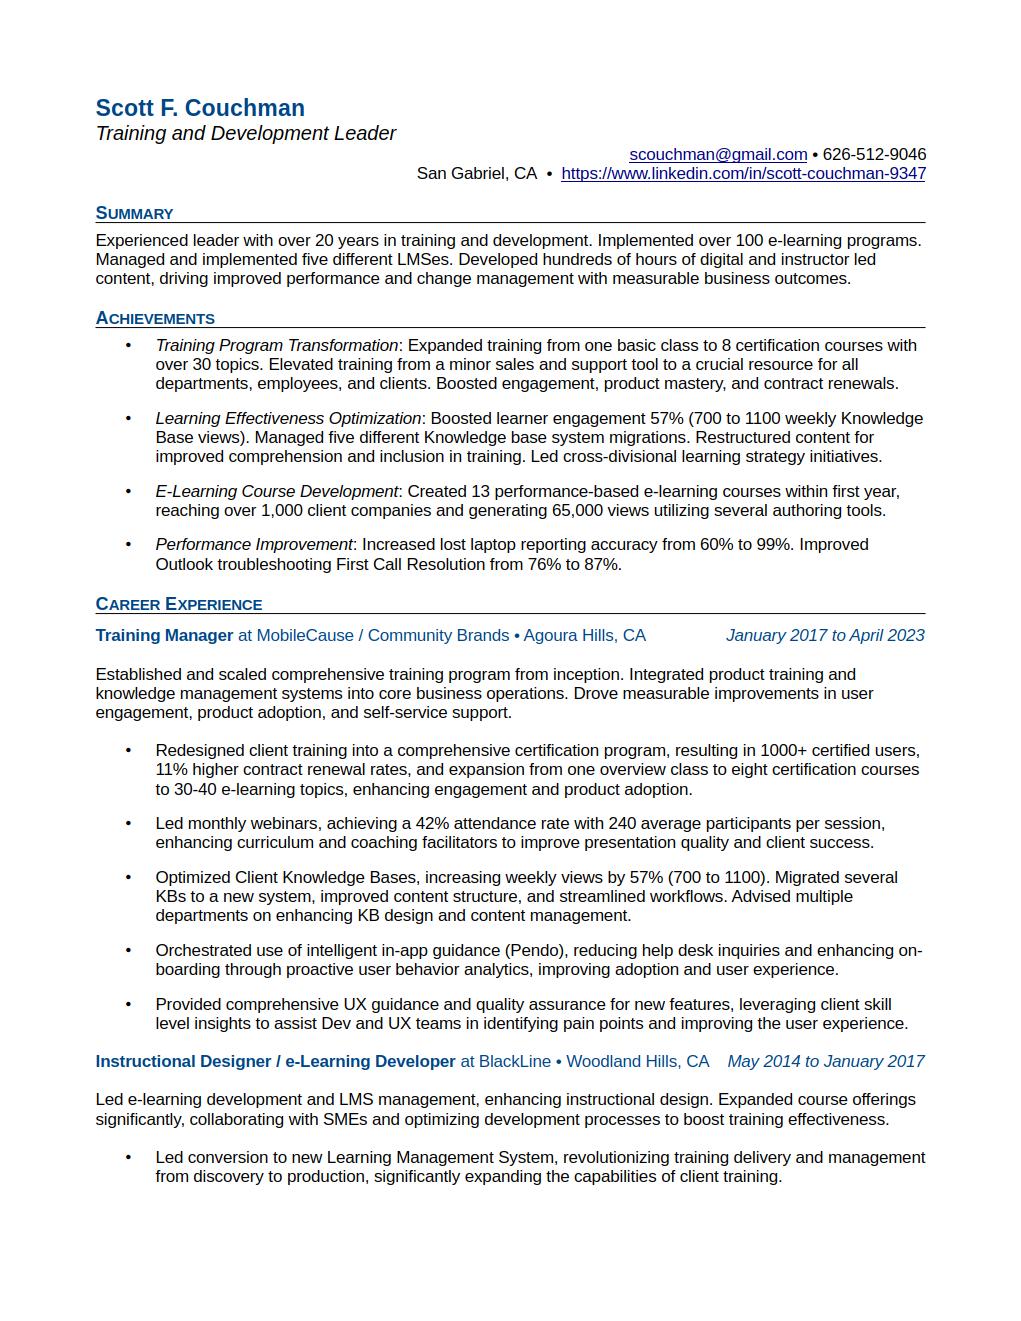 Scott F. Couchman
Training and Development Leader
scouchman@gmail.com • 626-512-9046
San Gabriel, CA • https://www.linkedin.com/in/scott-couchman-9347
SUMMARY
Experienced leader with over 20 years in training and development. Implemented over 100 e-learning programs.
Managed and implemented five different LMSes. Developed hundreds of hours of digital and instructor led
content, driving improved performance and change management with measurable business outcomes.
ACHIEVEMENTS
• Training Program Transformation: Expanded training from one basic class to 8 certification courses with
over 30 topics. Elevated training from a minor sales and support tool to a crucial resource for all
departments, employees, and clients. Boosted engagement, product mastery, and contract renewals.
• Learning Effectiveness Optimization: Boosted learner engagement 57% (700 to 1100 weekly Knowledge
Base views). Managed five different Knowledge base system migrations. Restructured content for
improved comprehension and inclusion in training. Led cross-divisional learning strategy initiatives.
• E-Learning Course Development: Created 13 performance-based e-learning courses within first year,
reaching over 1,000 client companies and generating 65,000 views utilizing several authoring tools.
• Performance Improvement: Increased lost laptop reporting accuracy from 60% to 99%. Improved
Outlook troubleshooting First Call Resolution from 76% to 87%.
CAREER EXPERIENCE
Training Manager at MobileCause / Community Brands • Agoura Hills, CA January 2017 to April 2023
Established and scaled comprehensive training program from inception. Integrated product training and
knowledge management systems into core business operations. Drove measurable improvements in user
engagement, product adoption, and self-service support.
• Redesigned client training into a comprehensive certification program, resulting in 1000+ certified users,
11% higher contract renewal rates, and expansion from one overview class to eight certification courses
to 30-40 e-learning topics, enhancing engagement and product adoption.
• Led monthly webinars, achieving a 42% attendance rate with 240 average participants per session,
enhancing curriculum and coaching facilitators to improve presentation quality and client success.
• Optimized Client Knowledge Bases, increasing weekly views by 57% (700 to 1100). Migrated several
KBs to a new system, improved content structure, and streamlined workflows. Advised multiple
departments on enhancing KB design and content management.
• Orchestrated use of intelligent in-app guidance (Pendo), reducing help desk inquiries and enhancing on-
boarding through proactive user behavior analytics, improving adoption and user experience.
• Provided comprehensive UX guidance and quality assurance for new features, leveraging client skill
level insights to assist Dev and UX teams in identifying pain points and improving the user experience.
Instructional Designer / e-Learning Developer at BlackLine • Woodland Hills, CA May 2014 to January 2017
Led e-learning development and LMS management, enhancing instructional design. Expanded course offerings
significantly, collaborating with SMEs and optimizing development processes to boost training effectiveness.
• Led conversion to new Learning Management System, revolutionizing training delivery and management
from discovery to production, significantly expanding the capabilities of client training.